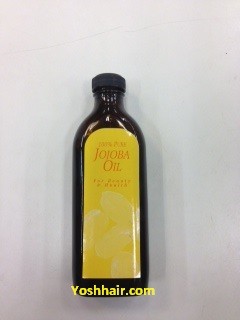 100% Pure
JOJOBA
OIL
For Beauty
& Health
Yoshhair.com